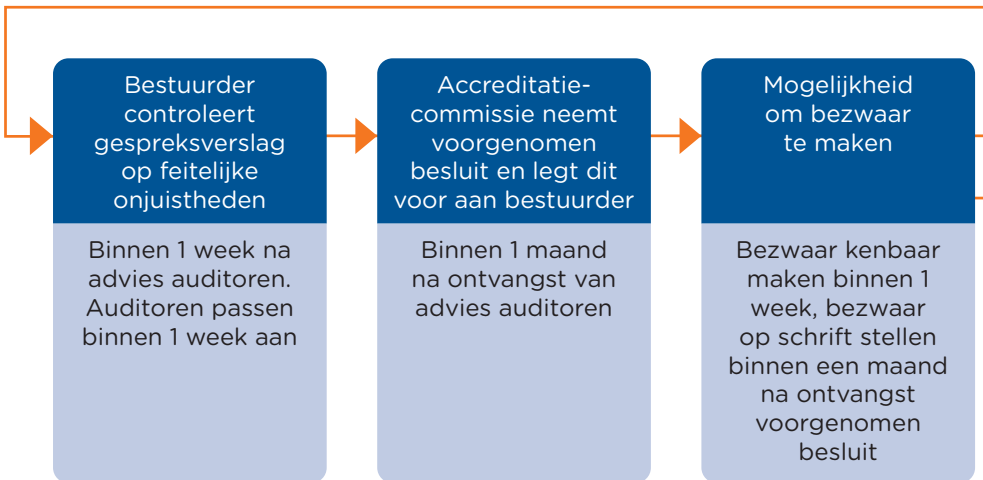 Bestuurder
controleert
gespreksverslag
op feitelijke
onjuistheden
Binnen 1 week na
advies auditoren.
Auditoren passen
binnen 1 week aan
Accreditatie-
commissie neemt
voorgenomen
besluit en legt dit
voor aan bestuurder
Binnen 1 maand
na ontvangst van
advies auditoren
Mogelijkheid
om bezwaar
te maken
Bezwaar kenbaar
maken binnen 1
week, bezwaar
op schrift stellen
binnen een maand
na ontvangst
voorgenomen
besluit